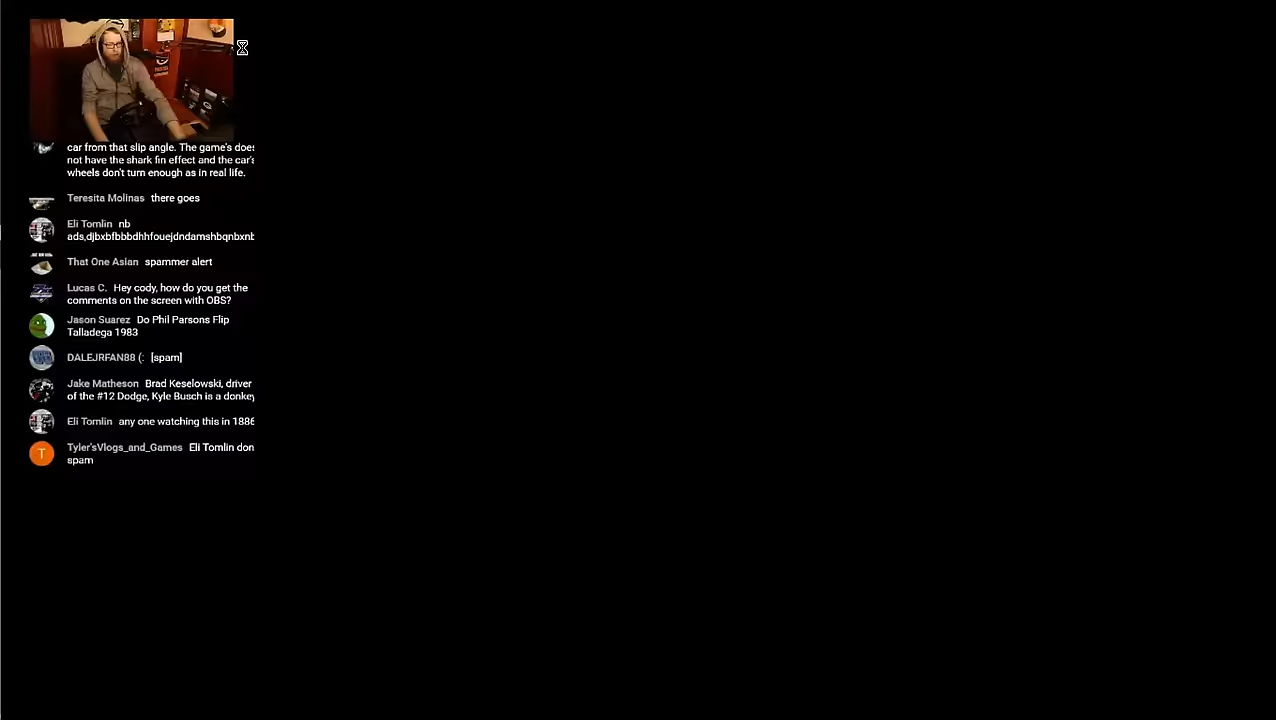 car from that slip angle. The game's does
not have the shark fin effect and the car's
wheels don't turn enough as in real life.
Teresita Molinas there goes
Eli Tomlin nb
ads,djbxbfbbbdhhfouejdndamshbqnbxnb
That One Asian spammer alert
Lucas C. Hey cody, how do you get the
comments on the screen with OBS?
Jason Suarez Do Phil Parsons Flip
Talladega 1983
DALEJRFAN88 (: [spam]
Jake Matheson Brad Keselowski, driver
of the #12 Dodge, Kyle Busch is a donkey
Eli Tomlin any one watching this in 1886
Tyler'sVlogs_and_Games Eli Tomlin don
spam
T